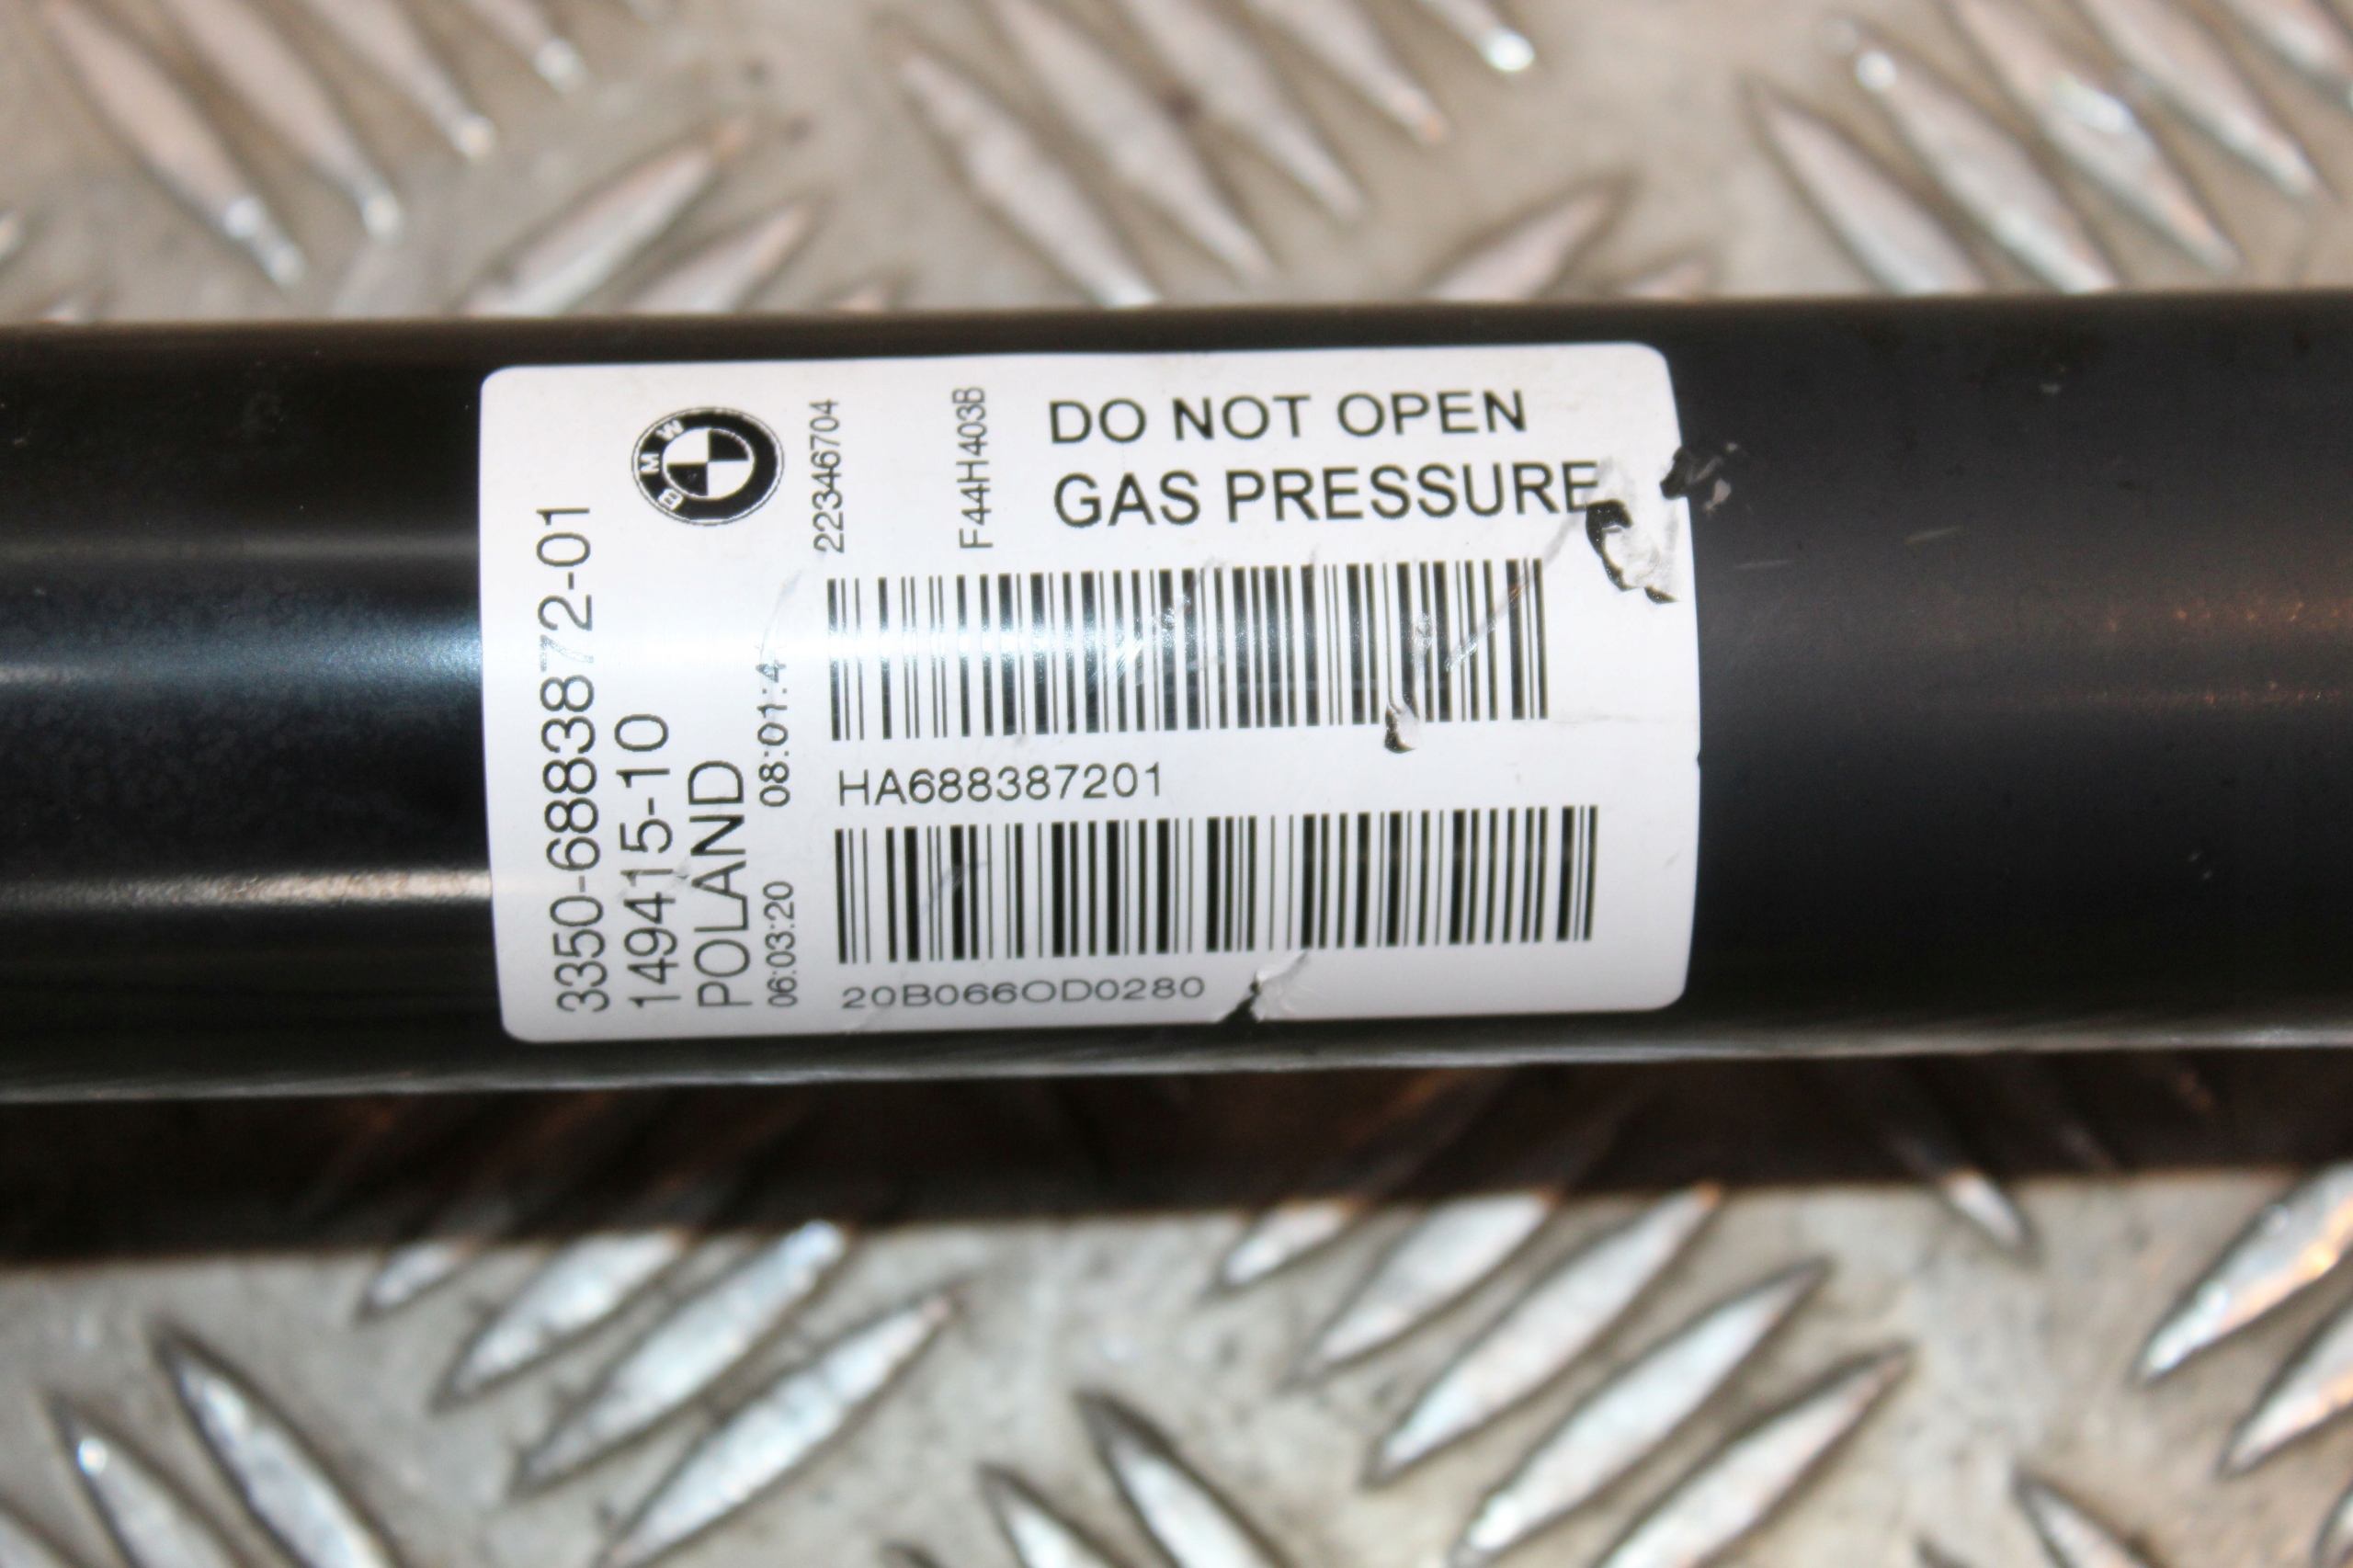 BMW
3350-6883872-01
149415-10
POLAND
06:03:20 08:01:4
22346704
F44H403B
DO NOT OPEN
GAS PRESSURE
HA688387201
20B066OD0280